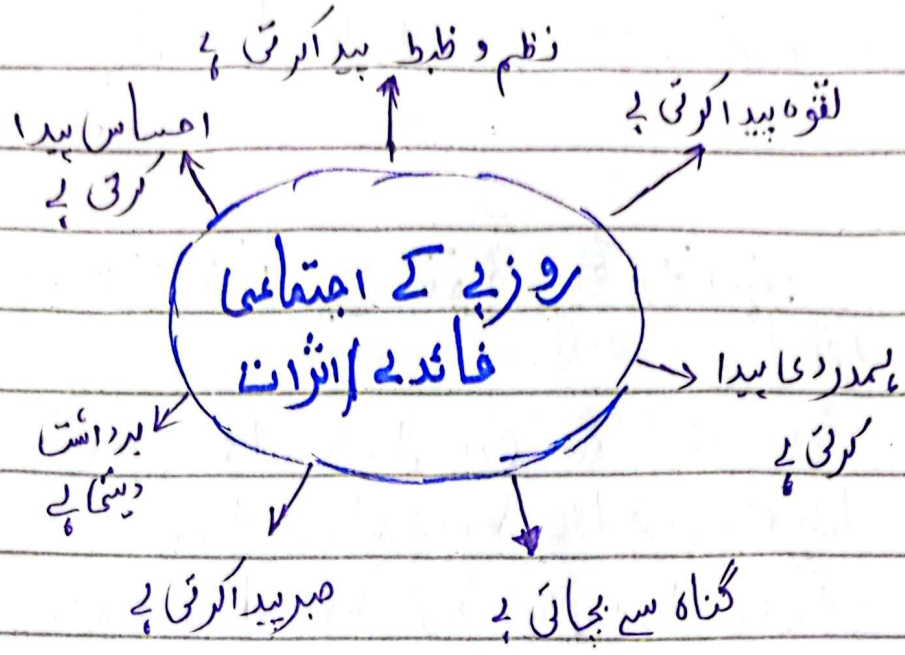 نظم و ظبط پیدا کرتی ہے
تقوہ پیدا کرتی ہے
احساس پیدا
کرتی ہے
روزے کے اجتماعی
فائدے / اثرات
ہمدردی پیدا
کرتی ہے
برداشت
دیتی ہے
صبر پیدا کرتی ہے
گناہ سے بچاتی ہے